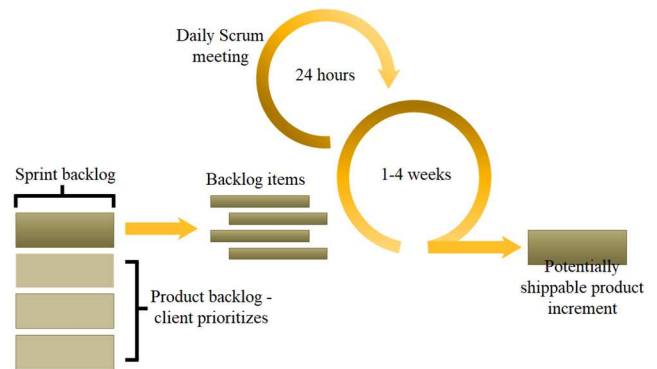 Daily Scrum
meeting
24 hours
Sprint backlog
Backlog items
1-4 weeks
Product backlog -
client prioritizes
Potentially
shippable product
increment